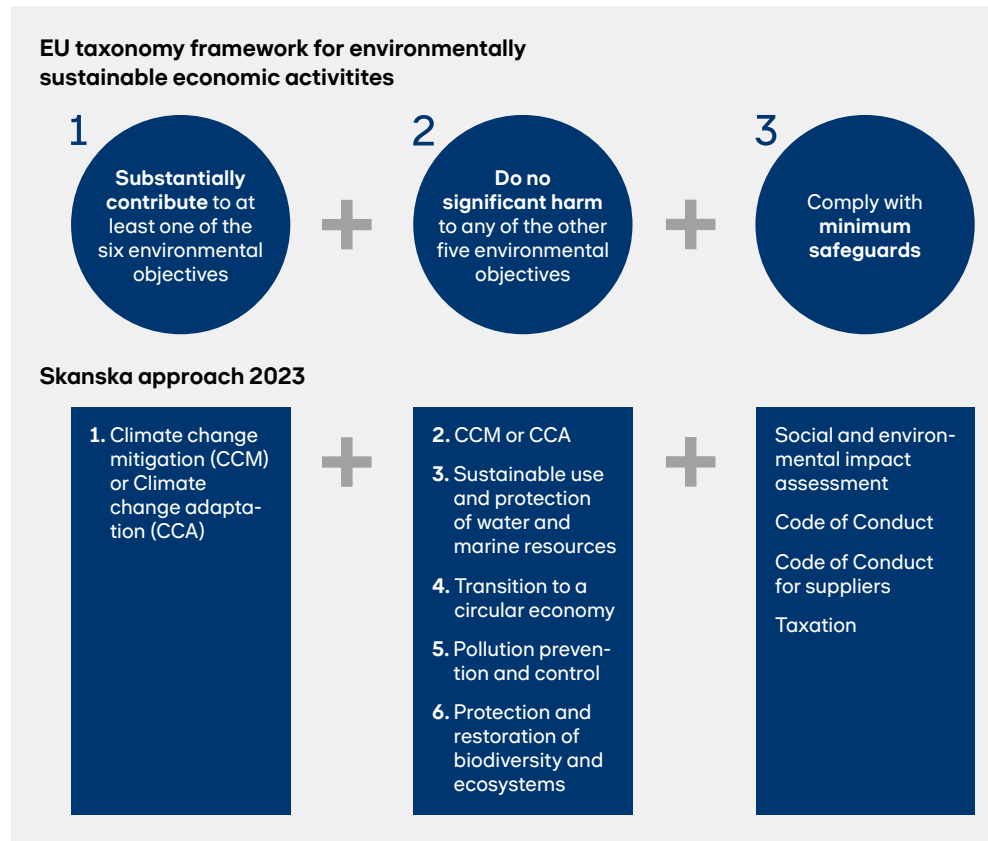 EU taxonomy framework for environmentally
sustainable economic activitites
1
Substantially
contribute to at
least one of the
six environmental
objectives
2
Do no
significant harm
to any of the other
five environmental
objectives
3
Comply with
minimum
safeguards
Skanska approach 2023
1. Climate change
mitigation (CCM)
or Climate
change adapta-
tion (CCA)
2. CCM or CCA
3. Sustainable use
and protection
of water and
marine resources
4. Transition to a
circular economy
5. Pollution preven-
tion and control
6. Protection and
restoration of
biodiversity and
ecosystems
Social and environ-
mental impact
assessment
Code of Conduct
Code of Conduct
for suppliers
Taxation